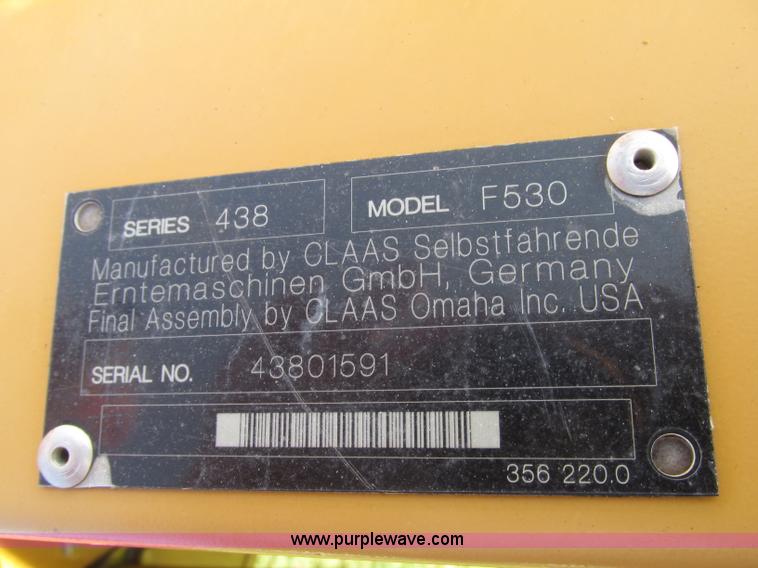 SERIES 438 MODEL F530
Manufactured by CLAAS Selbstfahrende
Erntemaschinen GmbH, Germany
Final Assembly by CLAAS Omaha Inc. USA
SERIAL NO. 43801591
356 220.0
www.purplewave.com